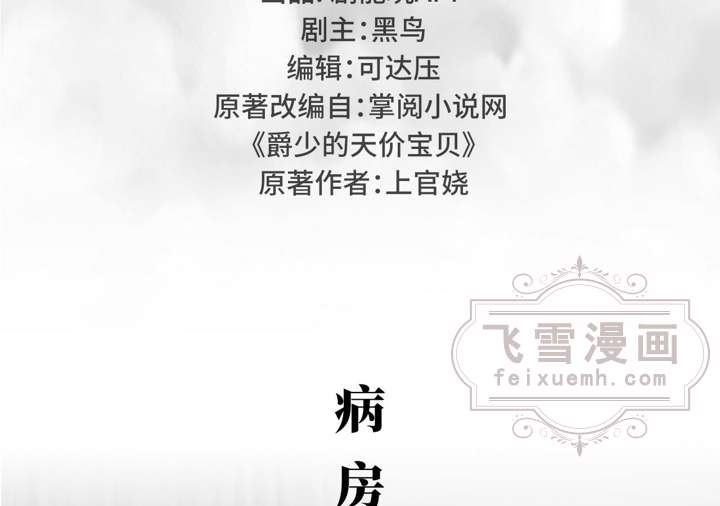 剧主:黑鸟
编辑:可达压
原著改编自:掌阅小说网
《爵少的天价宝贝》
原著作者:上官娆
飞雪漫画
feixuemh.com
病
房